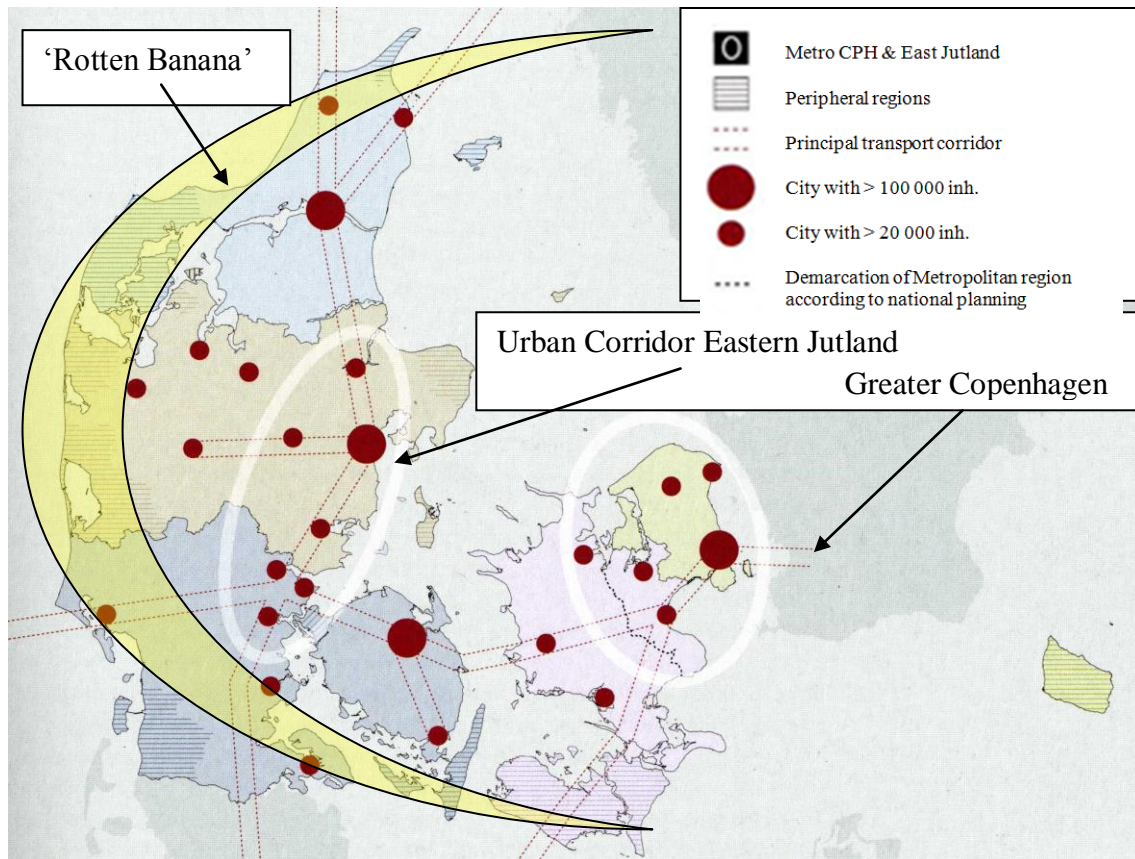 ‘Rotten Banana’
Metro CPH & East Jutland
Peripheral regions
Principal transport corridor
City with > 100 000 inh.
City with > 20 000 inh.
Demarcation of Metropolitan region
according to national planning
Urban Corridor Eastern Jutland
Greater Copenhagen